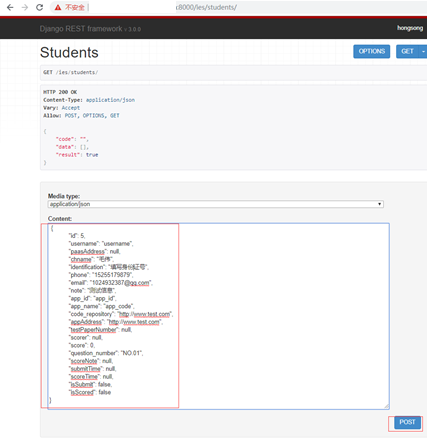 不安全
:8000/ies/students/
Django REST framework v 3.9.0
hongsong
Students
OPTIONS
GET
GET /ies/students/
HTTP 200 OK
Content-Type: application/json
Vary: Accept
Allow: POST, OPTIONS, GET
{
"code": "",
"data": [],
"result": true
}
Media type:
application/json
Content:
{
"id": 5,
"username": "username",
"paasAddress": null,
"chname": "毛伟",
"identification": "填写身份证号",
"phone": "15255179879",
"email": "1024932387@qq.com",
"note": "测试信息",
"app_id": "app_id",
"app_name": "app_code",
"code_repository": "http://www.test.com",
"appAddress": "http://www.test.com",
"testPaperNumber": null,
"scorer": null,
"score": 0,
"question_number": "NO.01",
"scoreNote": null,
"submitTime": null,
"scoreTime": null,
"isSubmit": false,
"isScored": false
}
POST